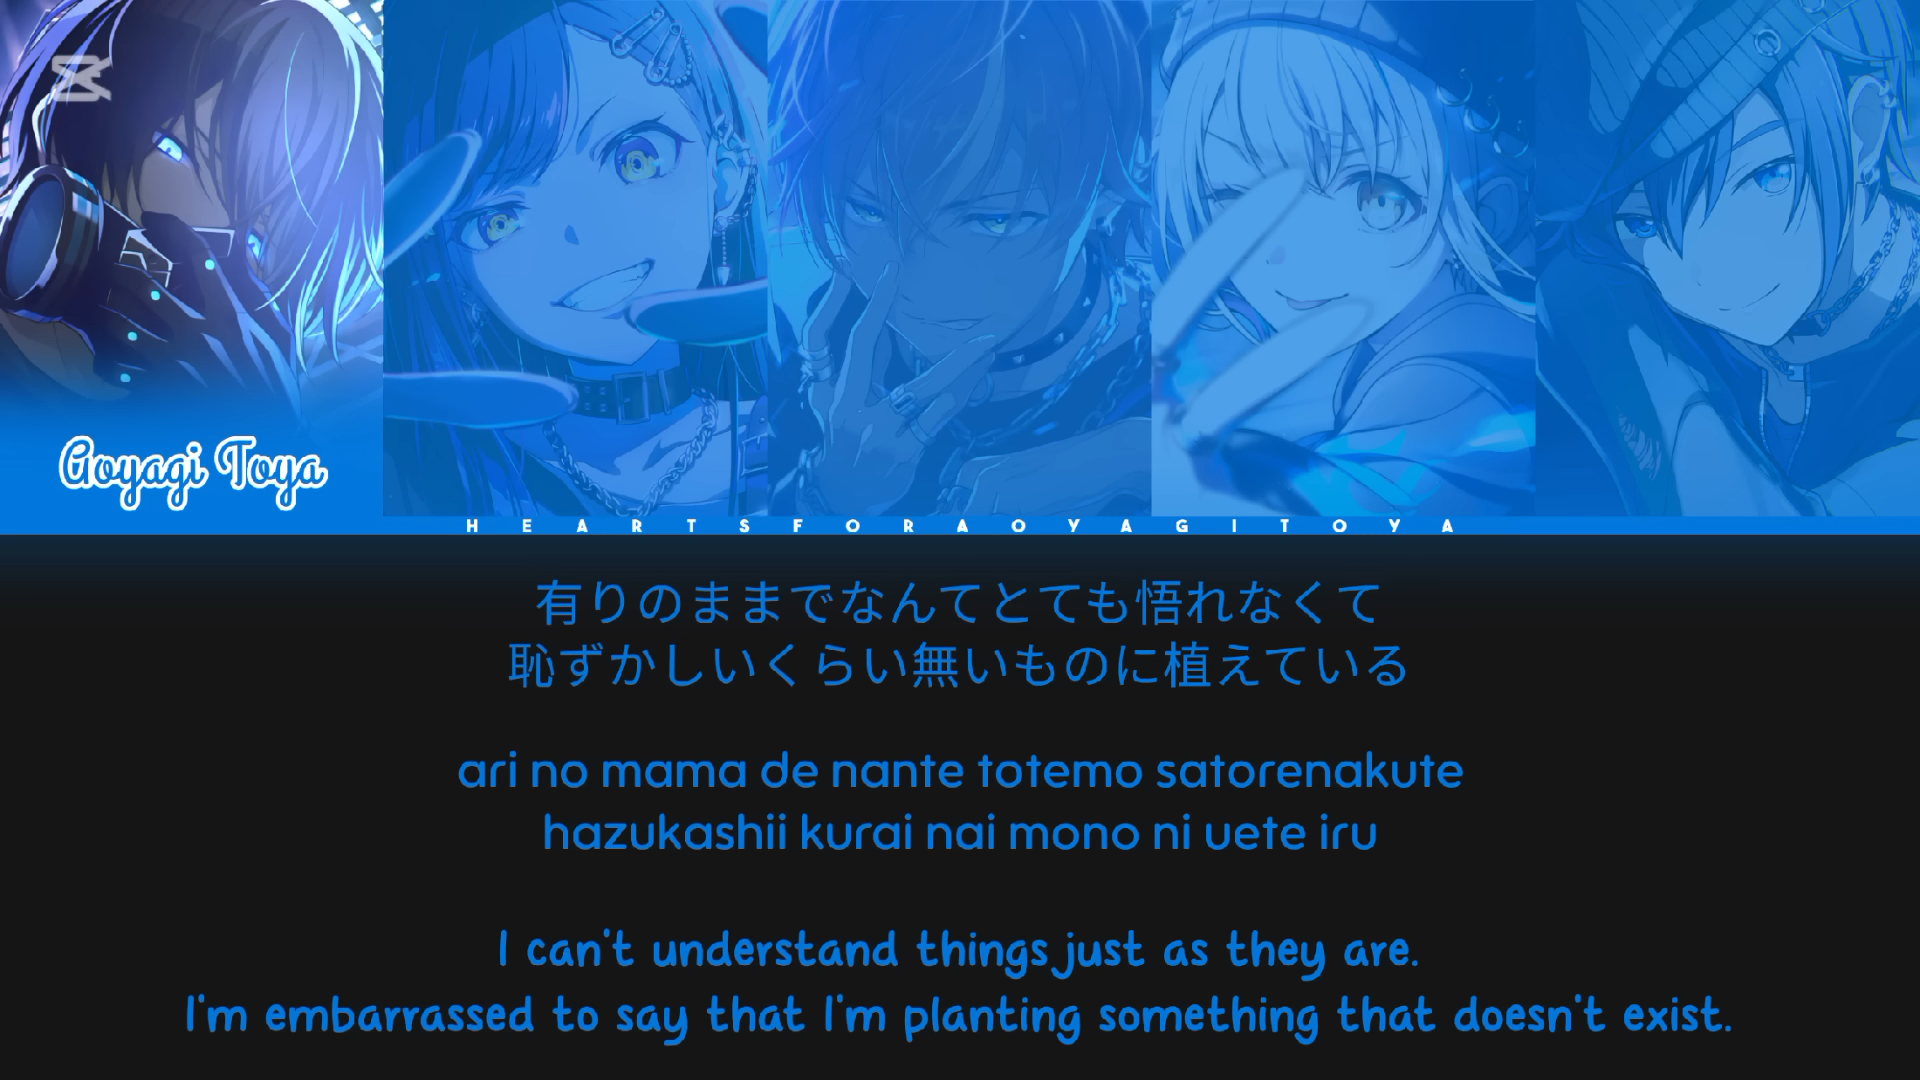 Aoyagi Toya
HEARTSFORAOYAGITOYA
有りのままでなんてとても悟れなくて
恥ずかしいくらい無いものに植えている
ari no mama de nante totemo satorenakute
hazukashii kurai nai mono ni uete iru
I can't understand things just as they are.
I'm embarrassed to say that I'm planting something that doesn't exist.